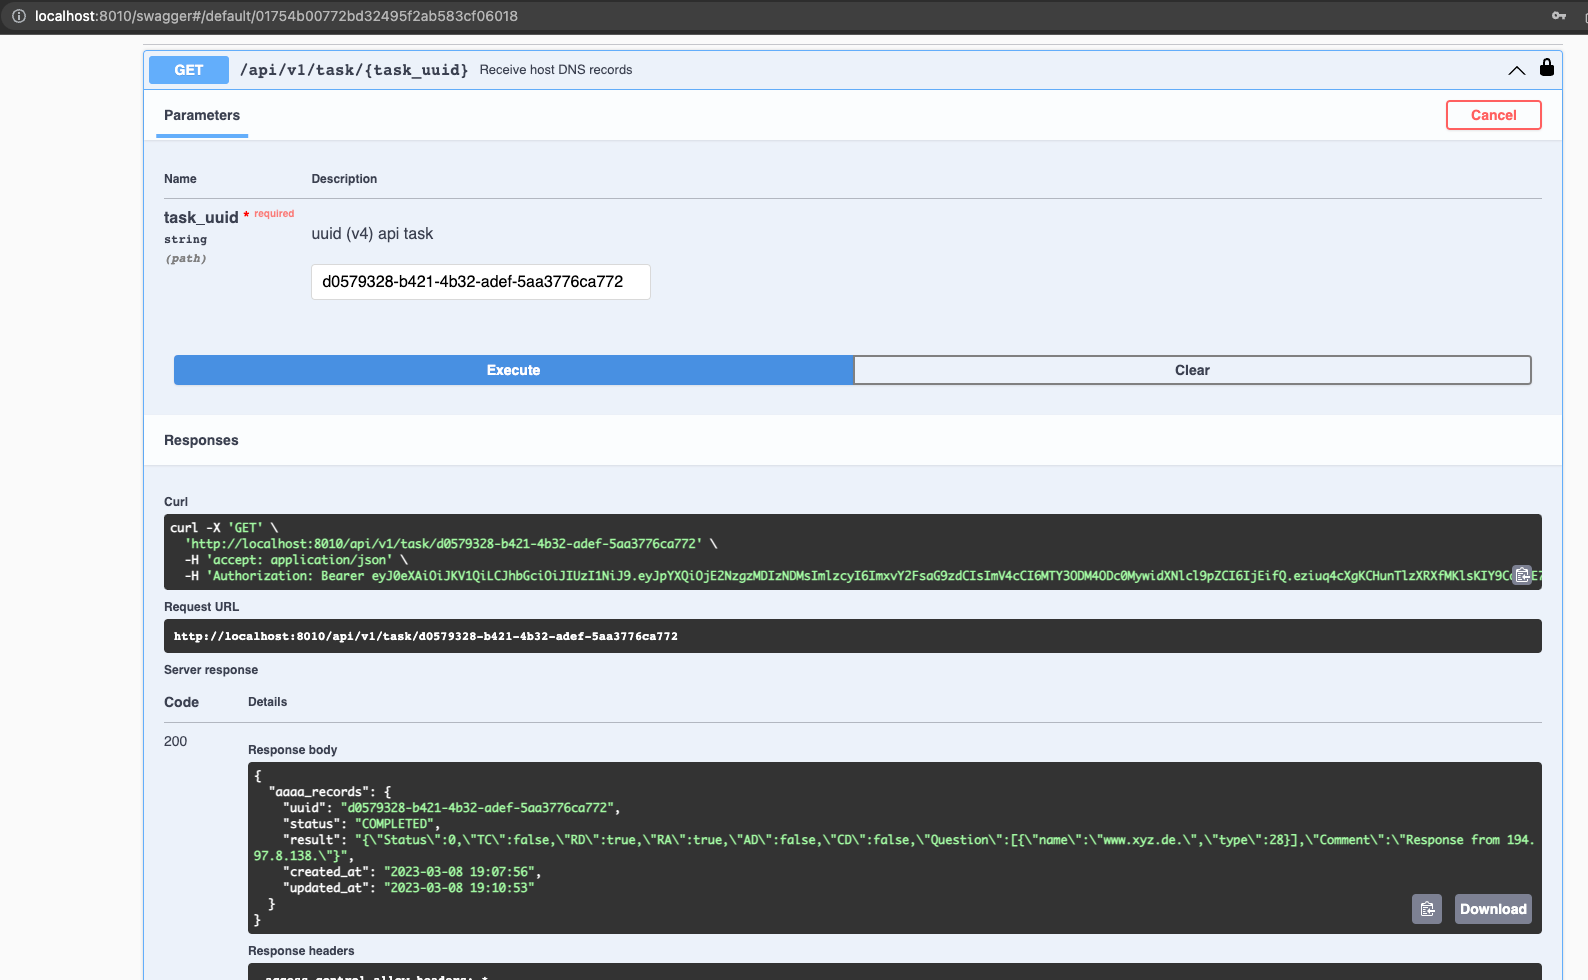 localhost:8010/swagger#/default/01754b00772bd32495f2ab583cf06018
GET /api/v1/task/{task_uuid} Receive host DNS records
Parameters
Cancel
Name Description
task_uuid * required
string
(path)
uuid (v4) api task
d0579328-b421-4b32-adef-5aa3776ca772
Execute Clear
Responses
Curl
curl -X 'GET' \
'http://localhost:8010/api/v1/task/d0579328-b421-4b32-adef-5aa3776ca772' \
-H 'accept: application/json' \
-H 'Authorization: Bearer
Request URL
http://localhost:8010/api/v1/task/d0579328-b421-4b32-adef-5aa3776ca772
Server response
Code Details
200
Response body
{
"aaaa_records": {
"uuid": "d0579328-b421-4b32-adef-5aa3776ca772",
"status": "COMPLETED",
"result": "{\"Status\":0,\"TC\":false,\"RD\":true,\"RA\":true,\"AD\":false,\"CD\":false,\"Question\":[{\"name\":\"www.xyz.de.\",\"type\":28}],\"Comment\":\"Response from 194.
97.8.138.\"}",
"created_at": "2023-03-08 19:07:56",
"updated_at": "2023-03-08 19:10:53"
}
}
Download
Response headers
access-control-allow-headers: *